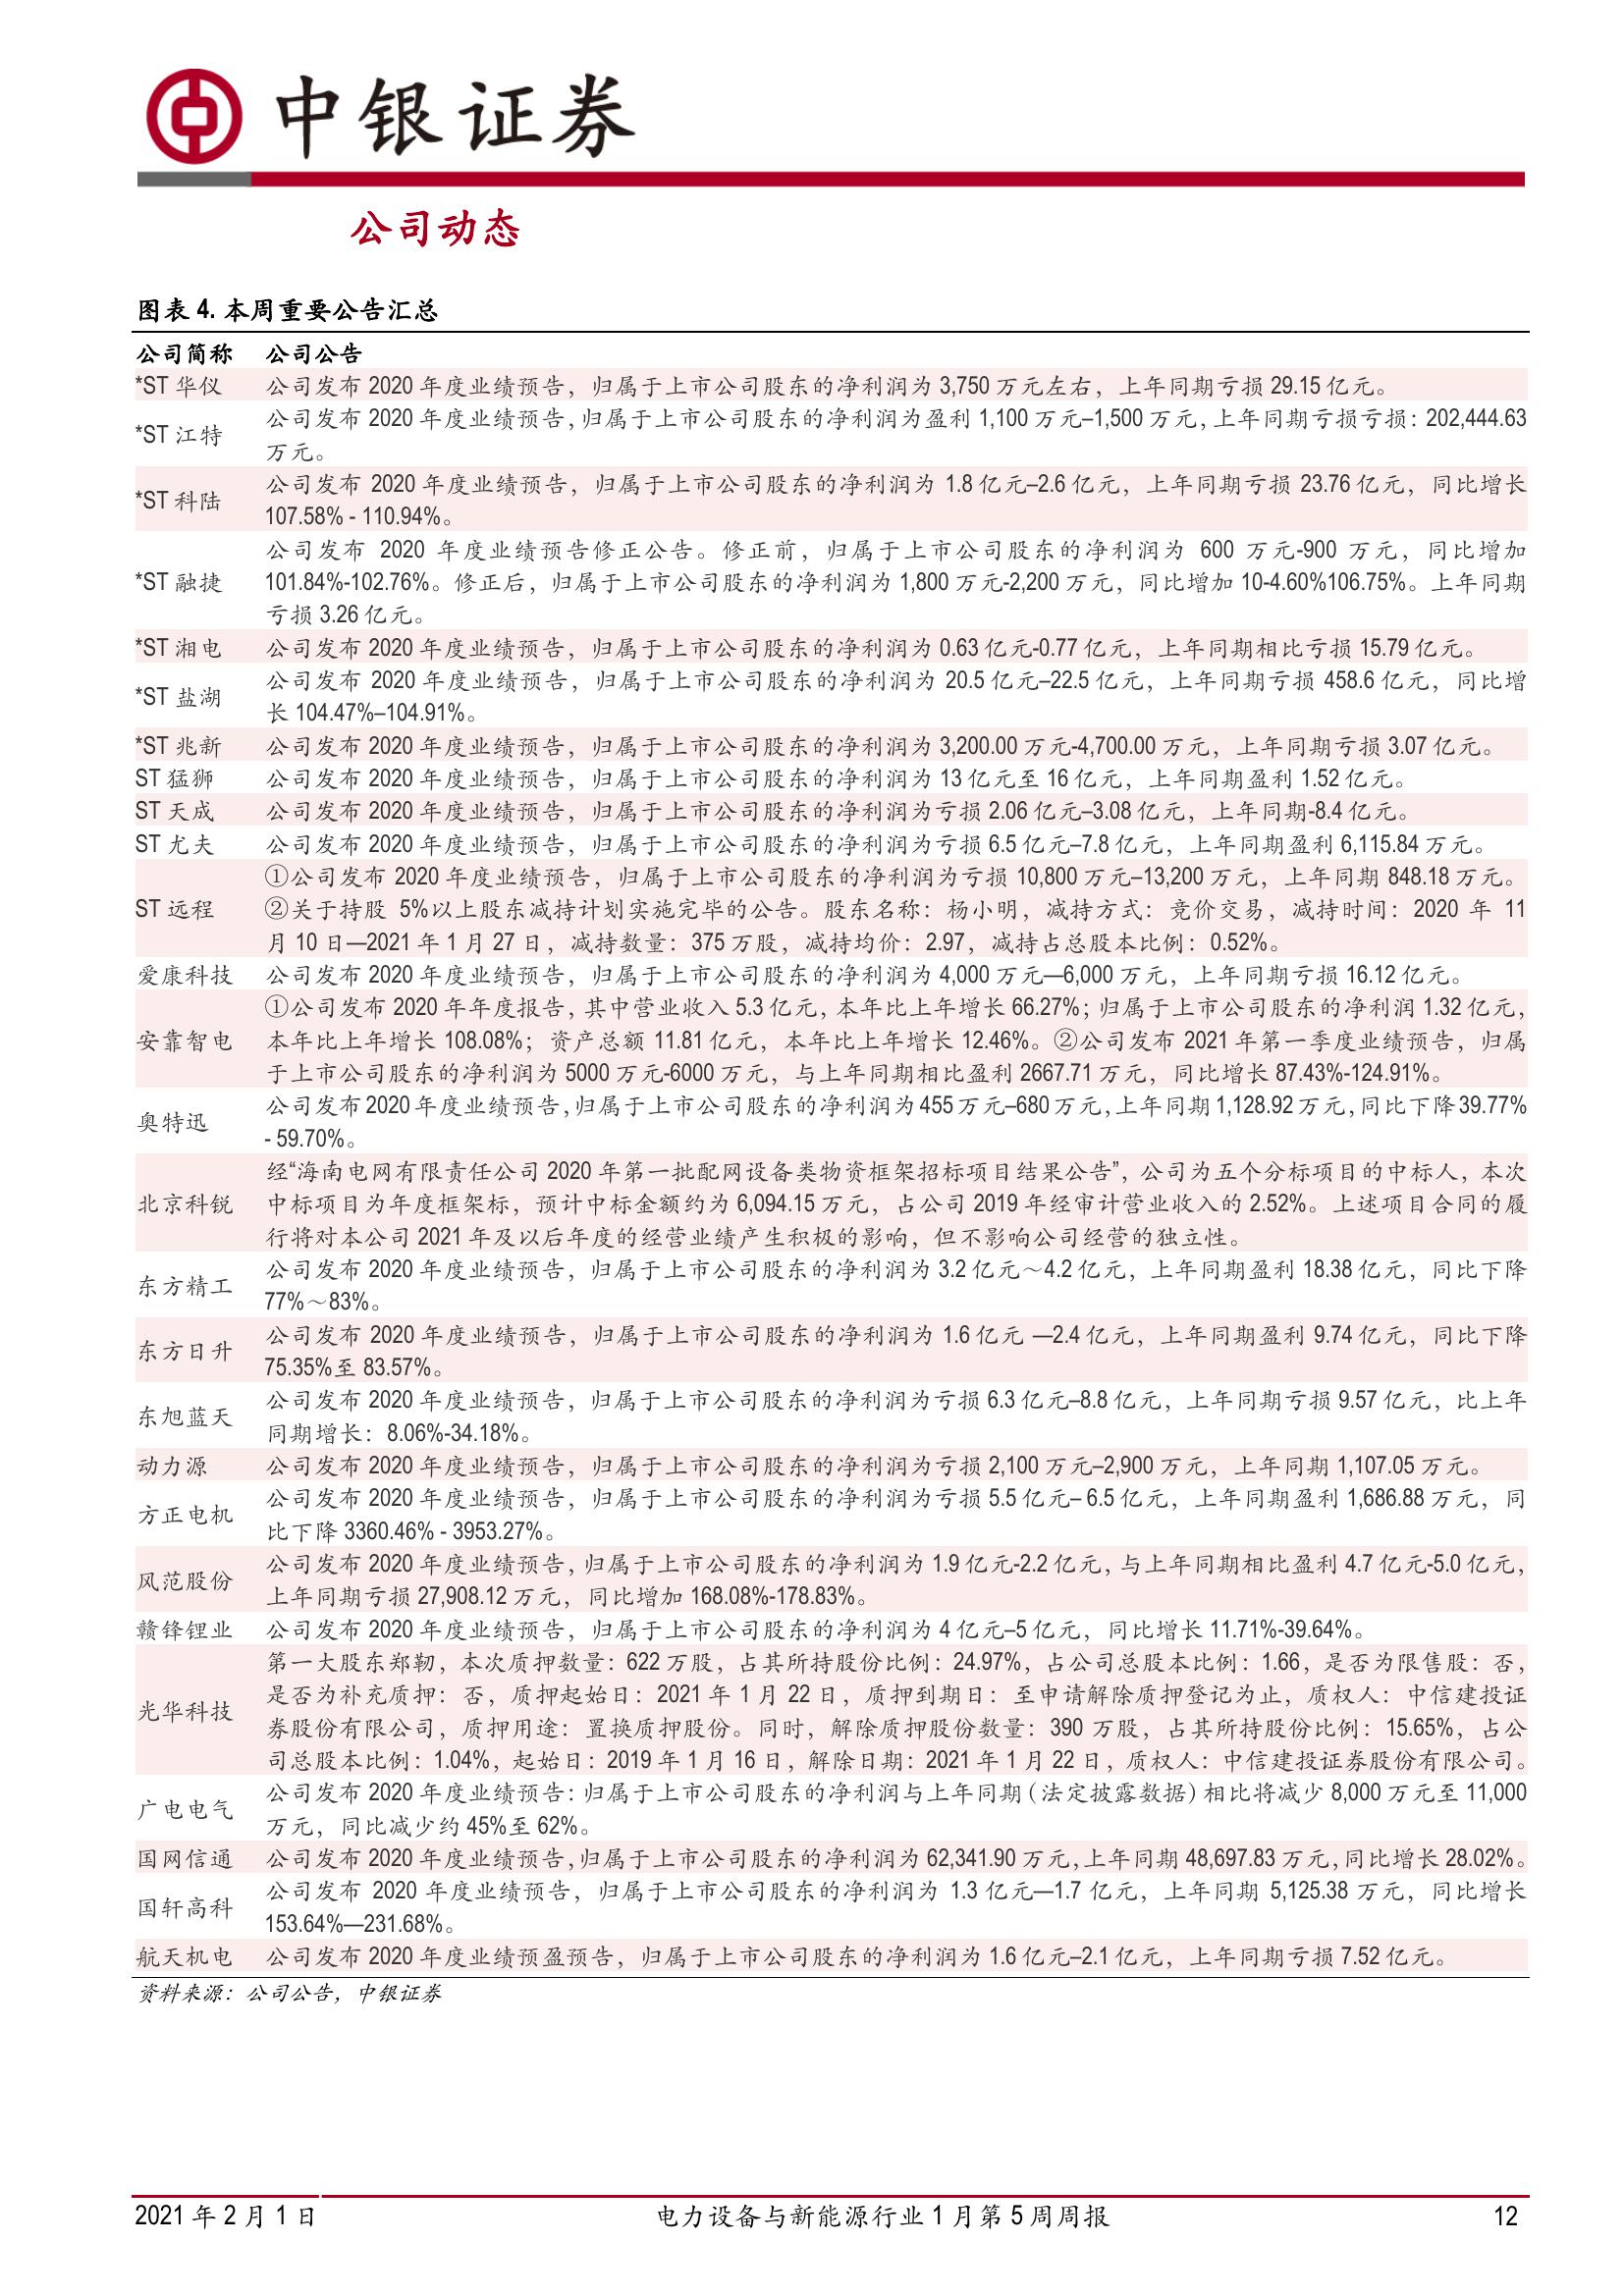 中银证券
公司动态
图表 4. 本周重要公告汇总
公司简称 公司公告
*ST 华仪 公司发布 2020 年度业绩预告，归属于上市公司股东的净利润为 3,750 万元左右，上年同期亏损 29.15 亿元。
*ST 江特 公司发布 2020 年度业绩预告，归属于上市公司股东的净利润为盈利 1,100 万元–1,500 万元，上年同期亏损亏损：202,444.63
万元。
*ST 科陆 公司发布 2020 年度业绩预告，归属于上市公司股东的净利润为 1.8 亿元–2.6 亿元，上年同期亏损 23.76 亿元，同比增长
107.58% - 110.94%。
*ST 融捷 公司发布 2020 年度业绩预告修正公告。修正前，归属于上市公司股东的净利润为 600 万元-900 万元，同比增加
101.84%-102.76%。修正后，归属于上市公司股东的净利润为 1,800 万元-2,200 万元，同比增加 10-4.60%106.75%。上年同期
亏损 3.26 亿元。
*ST 湘电 公司发布 2020 年度业绩预告，归属于上市公司股东的净利润为 0.63 亿元-0.77 亿元，上年同期相比亏损 15.79 亿元。
*ST 盐湖 公司发布 2020 年度业绩预告，归属于上市公司股东的净利润为 20.5 亿元–22.5 亿元，上年同期亏损 458.6 亿元，同比增
长 104.47%–104.91%。
*ST 兆新 公司发布 2020 年度业绩预告，归属于上市公司股东的净利润为 3,200.00 万元-4,700.00 万元，上年同期亏损 3.07 亿元。
ST 猛狮 公司发布 2020 年度业绩预告，归属于上市公司股东的净利润为 13 亿元至 16 亿元，上年同期盈利 1.52 亿元。
ST 天成 公司发布 2020 年度业绩预告，归属于上市公司股东的净利润为亏损 2.06 亿元–3.08 亿元，上年同期-8.4 亿元。
ST 尤夫 公司发布 2020 年度业绩预告，归属于上市公司股东的净利润为亏损 6.5 亿元–7.8 亿元，上年同期盈利 6,115.84 万元。
ST 远程 ①公司发布 2020 年度业绩预告，归属于上市公司股东的净利润为亏损 10,800 万元–13,200 万元，上年同期 848.18 万元。
②关于持股 5%以上股东减持计划实施完毕的公告。股东名称：杨小明，减持方式：竞价交易，减持时间：2020 年 11
月 10 日—2021 年 1 月 27 日，减持数量：375 万股，减持均价：2.97，减持占总股本比例：0.52%。
爱康科技 公司发布 2020 年度业绩预告，归属于上市公司股东的净利润为 4,000 万元—6,000 万元，上年同期亏损 16.12 亿元。
安靠智电 ①公司发布 2020 年年度报告，其中营业收入 5.3 亿元，本年比上年增长 66.27%；归属于上市公司股东的净利润 1.32 亿元，
本年比上年增长 108.08%；资产总额 11.81 亿元，本年比上年增长 12.46%。②公司发布 2021 年第一季度业绩预告，归属
于上市公司股东的净利润为 5000 万元-6000 万元，与上年同期相比盈利 2667.71 万元，同比增长 87.43%-124.91%。
奥特迅 公司发布 2020 年度业绩预告，归属于上市公司股东的净利润为 455 万元–680 万元，上年同期 1,128.92 万元，同比下降 39.77%
- 59.70%。
北京科锐 经“海南电网有限责任公司 2020 年第一批配网设备类物资框架招标项目结果公告”，公司为五个分标项目的中标人，本次
中标项目为年度框架标，预计中标金额约为 6,094.15 万元，占公司 2019 年经审计营业收入的 2.52%。上述项目合同的履
行将对本公司 2021 年及以后年度的经营业绩产生积极的影响，但不影响公司经营的独立性。
东方精工 公司发布 2020 年度业绩预告，归属于上市公司股东的净利润为 3.2 亿元～4.2 亿元，上年同期盈利 18.38 亿元，同比下降
77%～83%。
东方日升 公司发布 2020 年度业绩预告，归属于上市公司股东的净利润为 1.6 亿元 —2.4 亿元，上年同期盈利 9.74 亿元，同比下降
75.35%至 83.57%。
东旭蓝天 公司发布 2020 年度业绩预告，归属于上市公司股东的净利润为亏损 6.3 亿元–8.8 亿元，上年同期亏损 9.57 亿元，比上年
同期增长：8.06%-34.18%。
动力源 公司发布 2020 年度业绩预告，归属于上市公司股东的净利润为亏损 2,100 万元–2,900 万元，上年同期 1,107.05 万元。
方正电机 公司发布 2020 年度业绩预告，归属于上市公司股东的净利润为亏损 5.5 亿元– 6.5 亿元，上年同期盈利 1,686.88 万元，同
比下降 3360.46% - 3953.27%。
风范股份 公司发布 2020 年度业绩预告，归属于上市公司股东的净利润为 1.9 亿元-2.2 亿元，与上年同期相比盈利 4.7 亿元-5.0 亿元，
上年同期亏损 27,908.12 万元，同比增加 168.08%-178.83%。
赣锋锂业 公司发布 2020 年度业绩预告，归属于上市公司股东的净利润为 4 亿元–5 亿元，同比增长 11.71%-39.64%。
光华科技 第一大股东郑韧，本次质押数量：622 万股，占其所持股份比例：24.97%，占公司总股本比例：1.66，是否为限售股：否，
是否为补充质押：否，质押起始日：2021 年 1 月 22 日，质押到期日：至申请解除质押登记为止，质权人：中信建投证
券股份有限公司，质押用途：置换质押股份。同时，解除质押股份数量：390 万股，占其所持股份比例：15.65%，占公
司总股本比例：1.04%，起始日：2019 年 1 月 16 日，解除日期：2021 年 1 月 22 日，质权人：中信建投证券股份有限公司。
广电电气 公司发布 2020 年度业绩预告：归属于上市公司股东的净利润与上年同期（法定披露数据）相比将减少 8,000 万元至 11,000
万元，同比减少约 45%至 62%。
国网信通 公司发布 2020 年度业绩预告，归属于上市公司股东的净利润为 62,341.90 万元，上年同期 48,697.83 万元，同比增长 28.02%。
国轩高科 公司发布 2020 年度业绩预告，归属于上市公司股东的净利润为 1.3 亿元—1.7 亿元，上年同期 5,125.38 万元，同比增长
153.64%—231.68%。
航天机电 公司发布 2020 年度业绩预盈预告，归属于上市公司股东的净利润为 1.6 亿元–2.1 亿元，上年同期亏损 7.52 亿元。
资料来源：公司公告，中银证券
2021 年 2 月 1 日 电力设备与新能源行业 1 月第 5 周周报 12